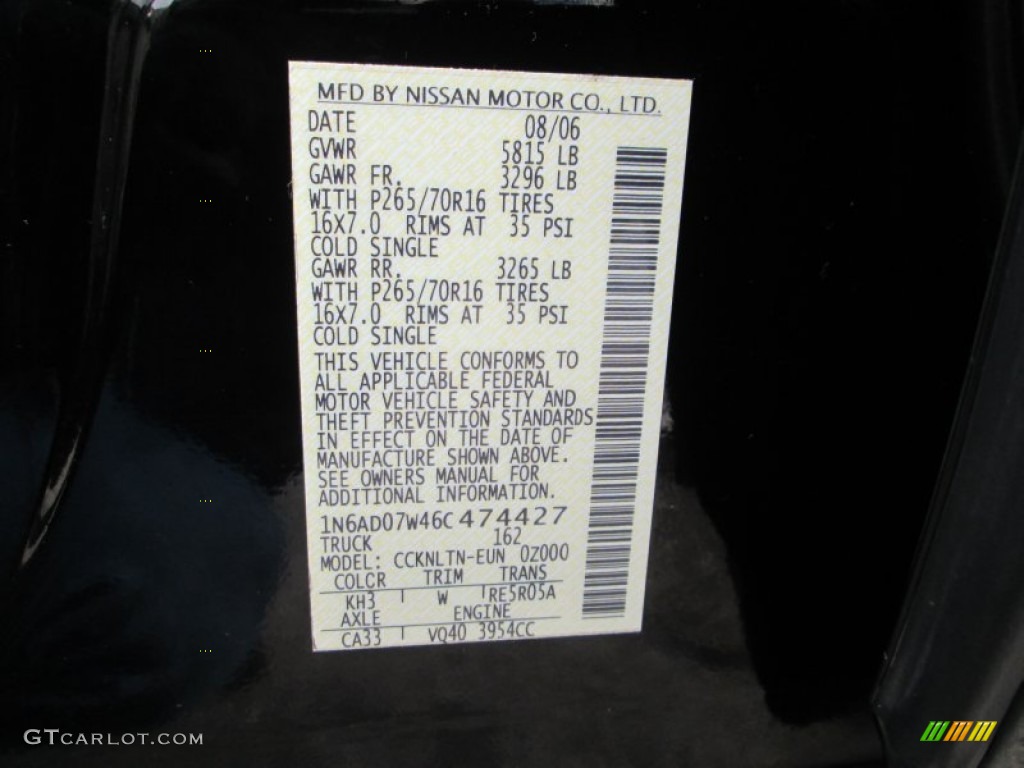 MFD BY NISSAN MOTOR CO., LTD.
DATE 08/06
GVWR 5815 LB
GAWR FR. 3296 LB
WITH P265/70R16 TIRES
16X7.0 RIMS AT 35 PSI
COLD SINGLE
GAWR RR. 3265 LB
WITH P265/70R16 TIRES
16X7.0 RIMS AT 35 PSI
COLD SINGLE
THIS VEHICLE CONFORMS TO
ALL APPLICABLE FEDERAL
MOTOR VEHICLE SAFETY AND
THEFT PREVENTION STANDARDS
IN EFFECT ON THE DATE OF
MANUFACTURE SHOWN ABOVE.
SEE OWNERS MANUAL FOR
ADDITIONAL INFORMATION.
1N6AD07W46C474427
TRUCK 162
MODEL: CCKNLTN-EUN 0Z000
COLOR TRIM TRANS
KH3 W RE5R05A
AXLE ENGINE
CA33 VQ40 3954CC
GTCARLOT.COM